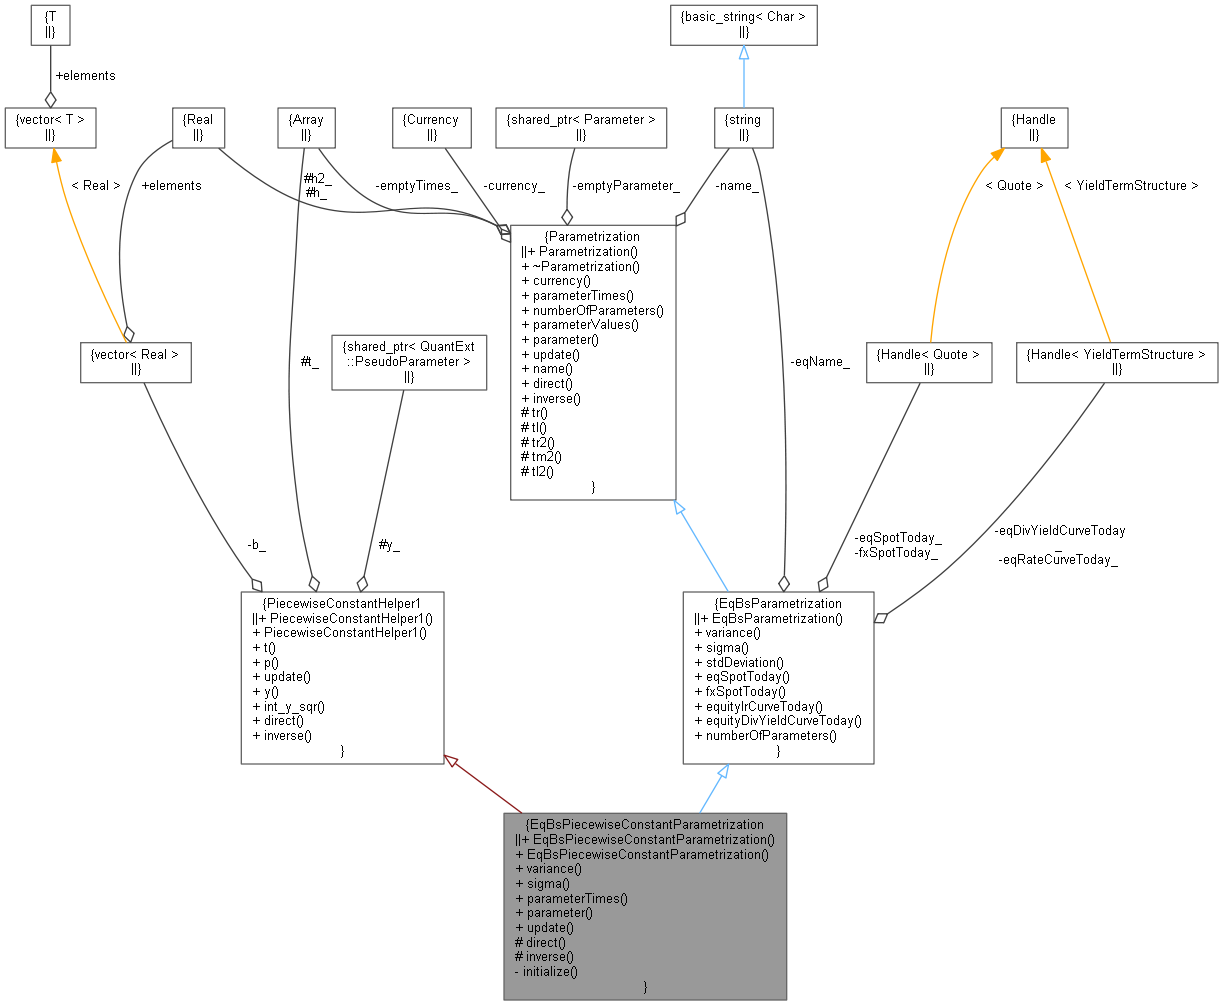 {T
||}
{basic_string< Char >
||}
+elements
{vector< T >
||}
{Real
||}
{Array
||}
{Currency
||}
{shared_ptr< Parameter >
||}
{string
||}
{Handle
||}
< Real >
+elements
#h2_
#h_
-emptyTimes_
-currency_
-emptyParameter_
-name_
< Quote >
< YieldTermStructure >
{Parametrization
||+ Parametrization()
+ ~Parametrization()
+ currency()
+ parameterTimes()
+ numberOfParameters()
+ parameterValues()
+ parameter()
+ update()
+ name()
+ direct()
+ inverse()
# tr()
# tl()
# tr2()
# tm2()
# tl2()
}
{vector< Real >
||}
#t_
{shared_ptr< QuantExt
::PseudoParameter >
||}
-eqName_
{Handle< Quote >
||}
{Handle< YieldTermStructure >
||}
-b_
#y_
-eqSpotToday_
-fxSpotToday_
-eqDivYieldCurveToday
_
-eqRateCurveToday_
{PiecewiseConstantHelper1
||+ PiecewiseConstantHelper1()
+ PiecewiseConstantHelper1()
+ t()
+ p()
+ update()
+ y()
+ int_y_sqr()
+ direct()
+ inverse()
}
{EqBsParametrization
||+ EqBsParametrization()
+ variance()
+ sigma()
+ stdDeviation()
+ eqSpotToday()
+ fxSpotToday()
+ equityIrCurveToday()
+ equityDivYieldCurveToday()
+ numberOfParameters()
}
{EqBsPiecewiseConstantParametrization
||+ EqBsPiecewiseConstantParametrization()
+ EqBsPiecewiseConstantParametrization()
+ variance()
+ sigma()
+ parameterTimes()
+ parameter()
+ update()
# direct()
# inverse()
- initialize()
}